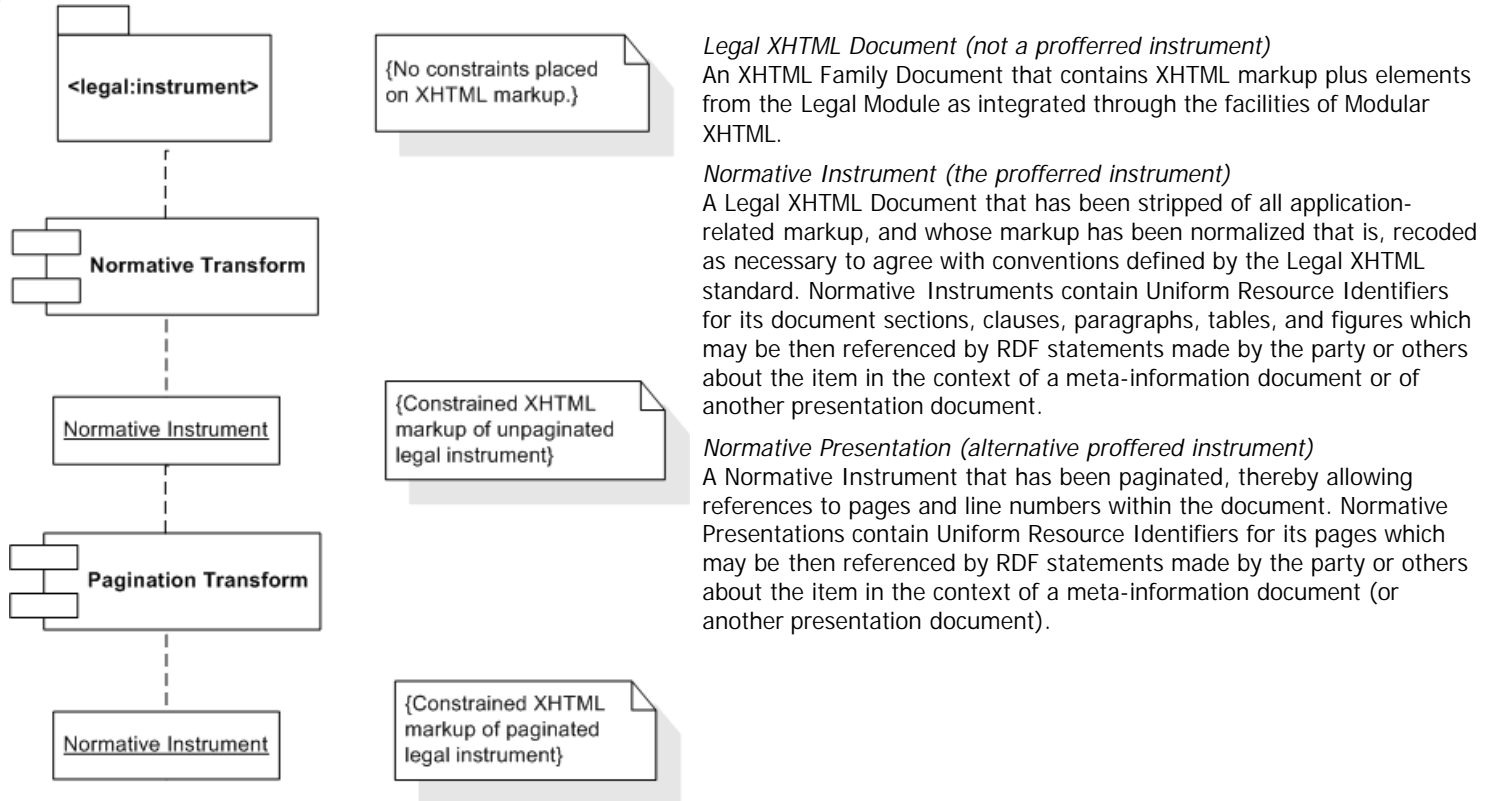 <legal:instrument>
{No constraints placed
on XHTML markup.}
Normative Transform
Normative Instrument
{Constrained XHTML
markup of unpaginated
legal instrument}
Pagination Transform
Normative Instrument
{Constrained XHTML
markup of paginated
legal instrument}
Legal XHTML Document (not a profferred instrument)
An XHTML Family Document that contains XHTML markup plus elements
from the Legal Module as integrated through the facilities of Modular
XHTML.
Normative Instrument (the profferred instrument)
A Legal XHTML Document that has been stripped of all application-
related markup, and whose markup has been normalized that is, recoded
as necessary to agree with conventions defined by the Legal XHTML
standard. Normative Instruments contain Uniform Resource Identifiers
for its document sections, clauses, paragraphs, tables, and figures which
may be then referenced by RDF statements made by the party or others
about the item in the context of a meta-information document or of
another presentation document.
Normative Presentation (alternative proffered instrument)
A Normative Instrument that has been paginated, thereby allowing
references to pages and line numbers within the document. Normative
Presentations contain Uniform Resource Identifiers for its pages which
may be then referenced by RDF statements made by the party or others
about the item in the context of a meta-information document (or
another presentation document).